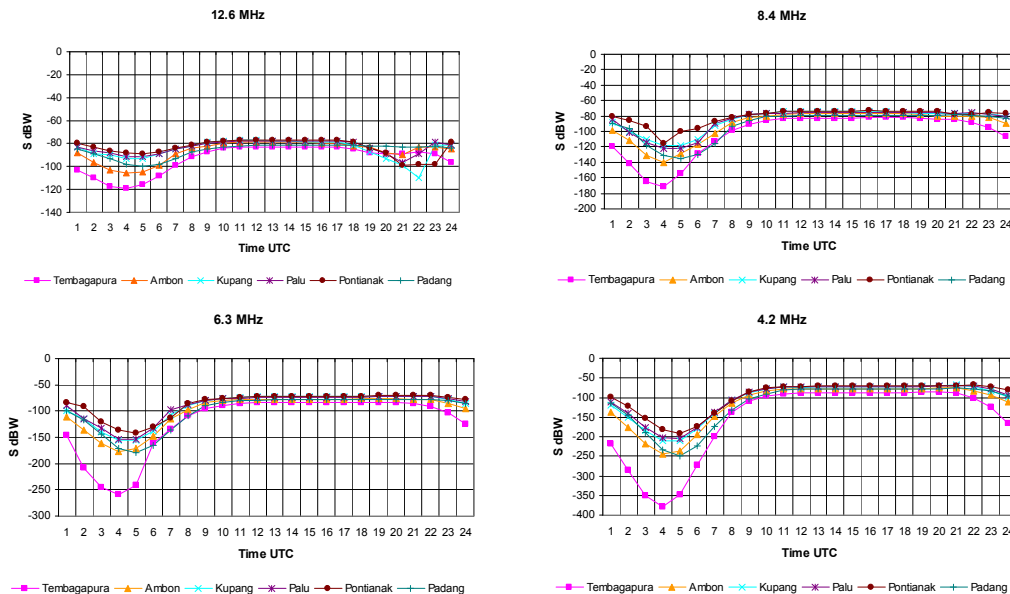 12.6 MHz
0
-20
-40
-60
-80
-100
-120
-140
S dBW
1 2 3 4 5 6 7 8 9 10 11 12 13 14 15 16 17 18 19 20 21 22 23 24
Time UTC
Tembagapura Ambon Kupang Palu Pontianak Padang
8.4 MHz
0
-20
-40
-60
-80
-100
-120
-140
-160
-180
-200
S dBW
1 2 3 4 5 6 7 8 9 10 11 12 13 14 15 16 17 18 19 20 21 22 23 24
Time UTC
Tembagapura Ambon Kupang Palu Pontianak Padang
6.3 MHz
0
-50
-100
-150
-200
-250
-300
S dBW
1 2 3 4 5 6 7 8 9 10 11 12 13 14 15 16 17 18 19 20 21 22 23 24
Time UTC
Tembagapura Ambon Kupang Palu Pontianak Padang
4.2 MHz
0
-50
-100
-150
-200
-250
-300
-350
-400
S dBW
1 2 3 4 5 6 7 8 9 10 11 12 13 14 15 16 17 18 19 20 21 22 23 24
Time UTC
Tembagapura Ambon Kupang Palu Pontianak Padang